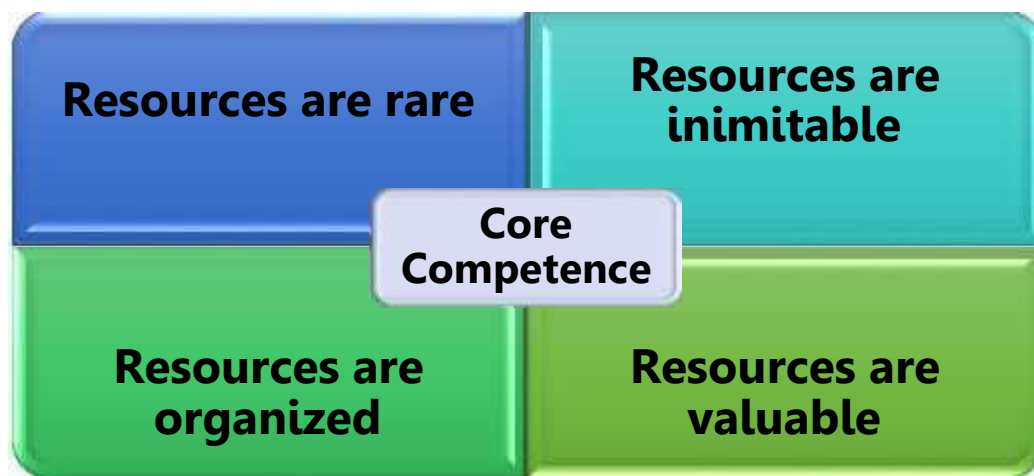 Resources are rare
Resources are
inimitable
Core
Competence
Resources are
organized
Resources are
valuable